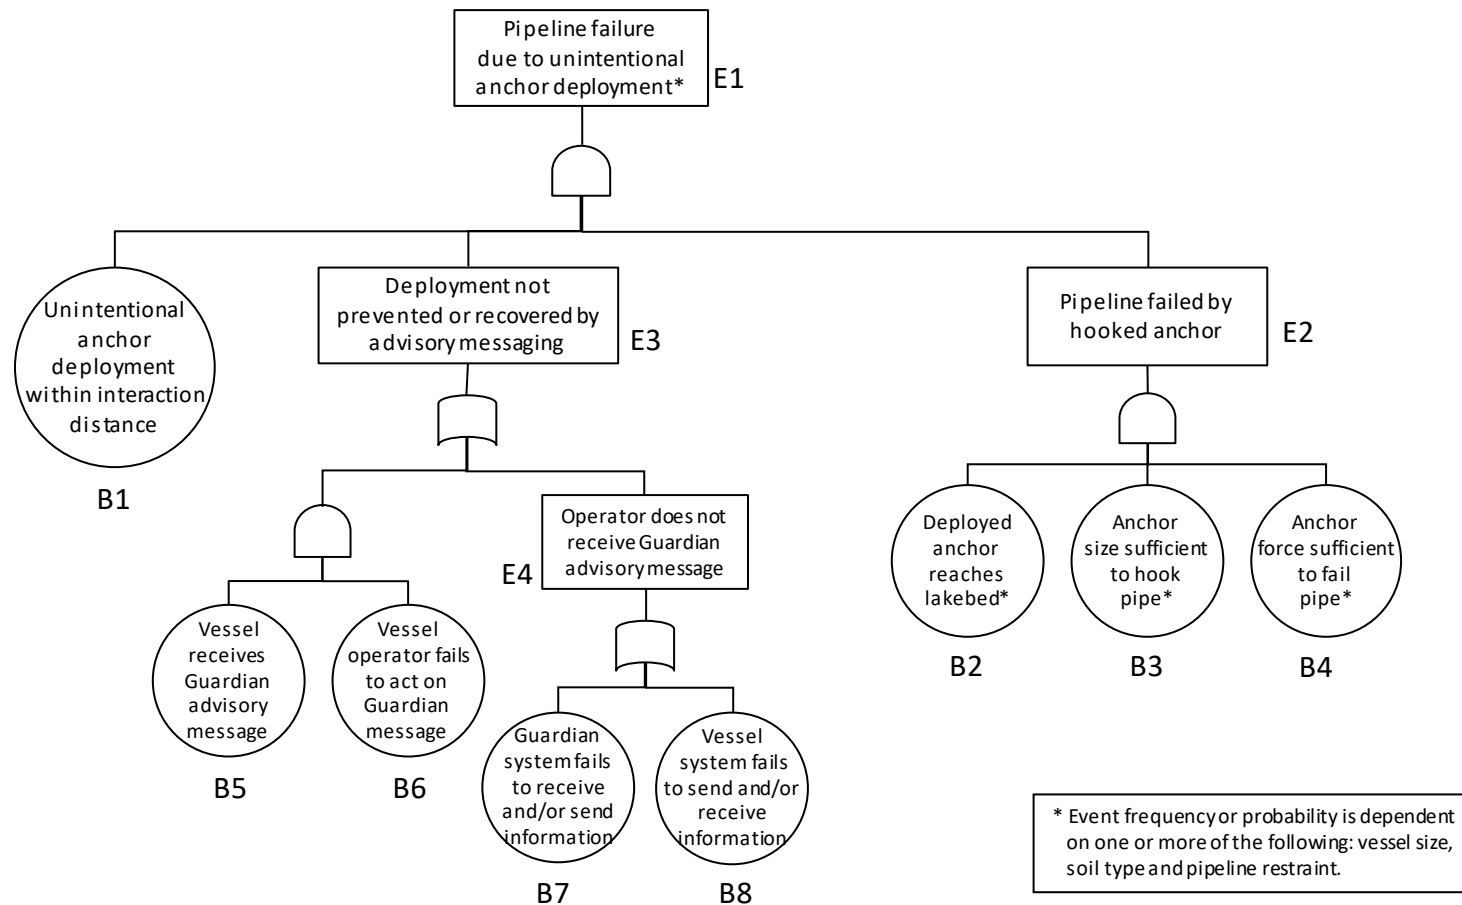 Pipeline failure
due to unintentional
anchor deployment*
E1
Unintentional
anchor
deployment
within interaction
distance
B1
Deployment not
prevented or recovered by
advisory messaging
E3
Pipeline failed by
hooked anchor
E2
Operator does not
receive Guardian
advisory message
E4
Deployed
anchor
reaches
lakebed*
B2
Anchor
size sufficient
to hook
pipe*
B3
Anchor
force sufficient
to fail
pipe*
B4
Vessel
receives
Guardian
advisory
message
B5
Vessel
operator fails
to act on
Guardian
message
B6
Guardian
system fails
to receive
and/or send
information
B7
Vessel
system fails
to send and/or
receive
information
B8
* Event frequency or probability is dependent
on one or more of the following: vessel size,
soil type and pipeline restraint.